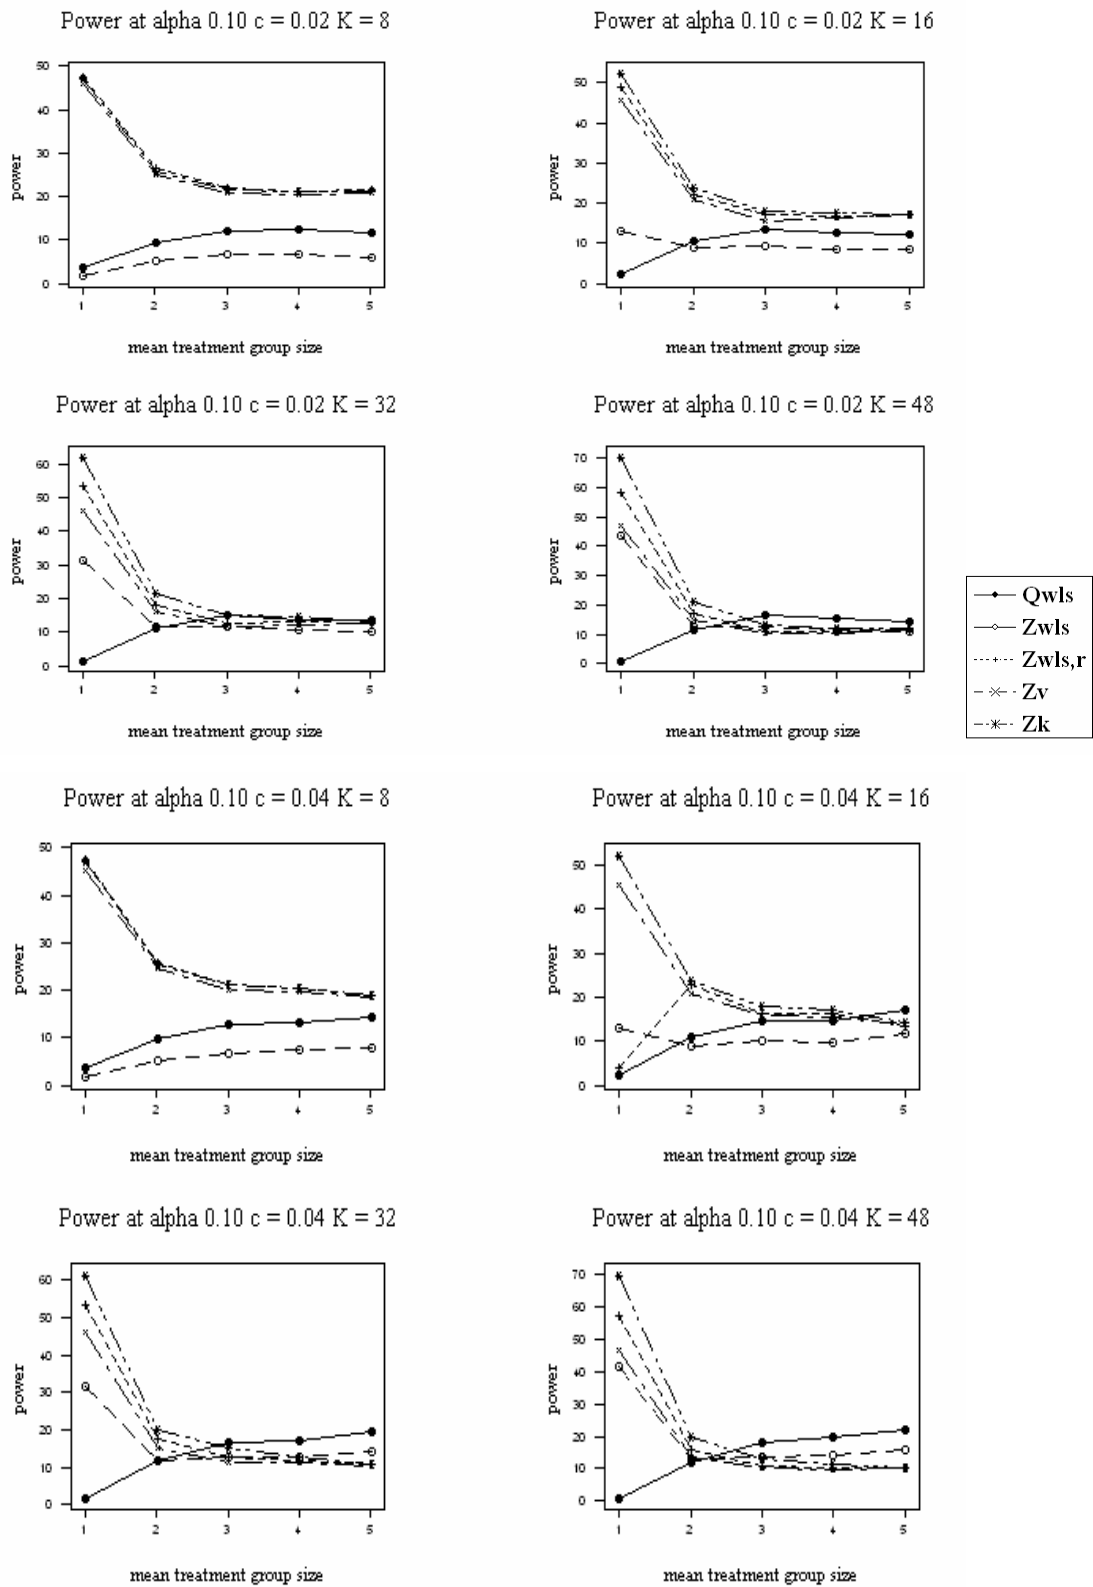 Power at alpha 0.10 c = 0.02 K = 8
50
40
30
20
10
0
power
1 2 3 4 5
mean treatment group size
Power at alpha 0.10 c = 0.02 K = 16
50
40
30
20
10
0
power
1 2 3 4 5
mean treatment group size
Power at alpha 0.10 c = 0.02 K = 32
60
50
40
30
20
10
0
power
1 2 3 4 5
mean treatment group size
Power at alpha 0.10 c = 0.02 K = 48
70
60
50
40
30
20
10
0
power
1 2 3 4 5
mean treatment group size
Qwls
Zwls
Zwls,r
Zv
Zk
Power at alpha 0.10 c = 0.04 K = 8
50
40
30
20
10
0
power
1 2 3 4 5
mean treatment group size
Power at alpha 0.10 c = 0.04 K = 16
50
40
30
20
10
0
power
1 2 3 4 5
mean treatment group size
Power at alpha 0.10 c = 0.04 K = 32
60
50
40
30
20
10
0
power
1 2 3 4 5
mean treatment group size
Power at alpha 0.10 c = 0.04 K = 48
70
60
50
40
30
20
10
0
power
1 2 3 4 5
mean treatment group size